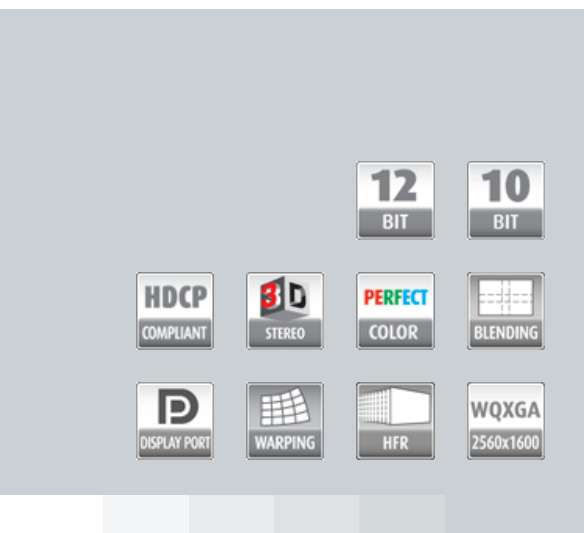 12
BIT
10
BIT
HDCP
COMPLIANT
3D
STEREO
PERFECT
COLOR
BLENDING
D
DISPLAY PORT
WARPING
HFR
WQXGA
2560x1600